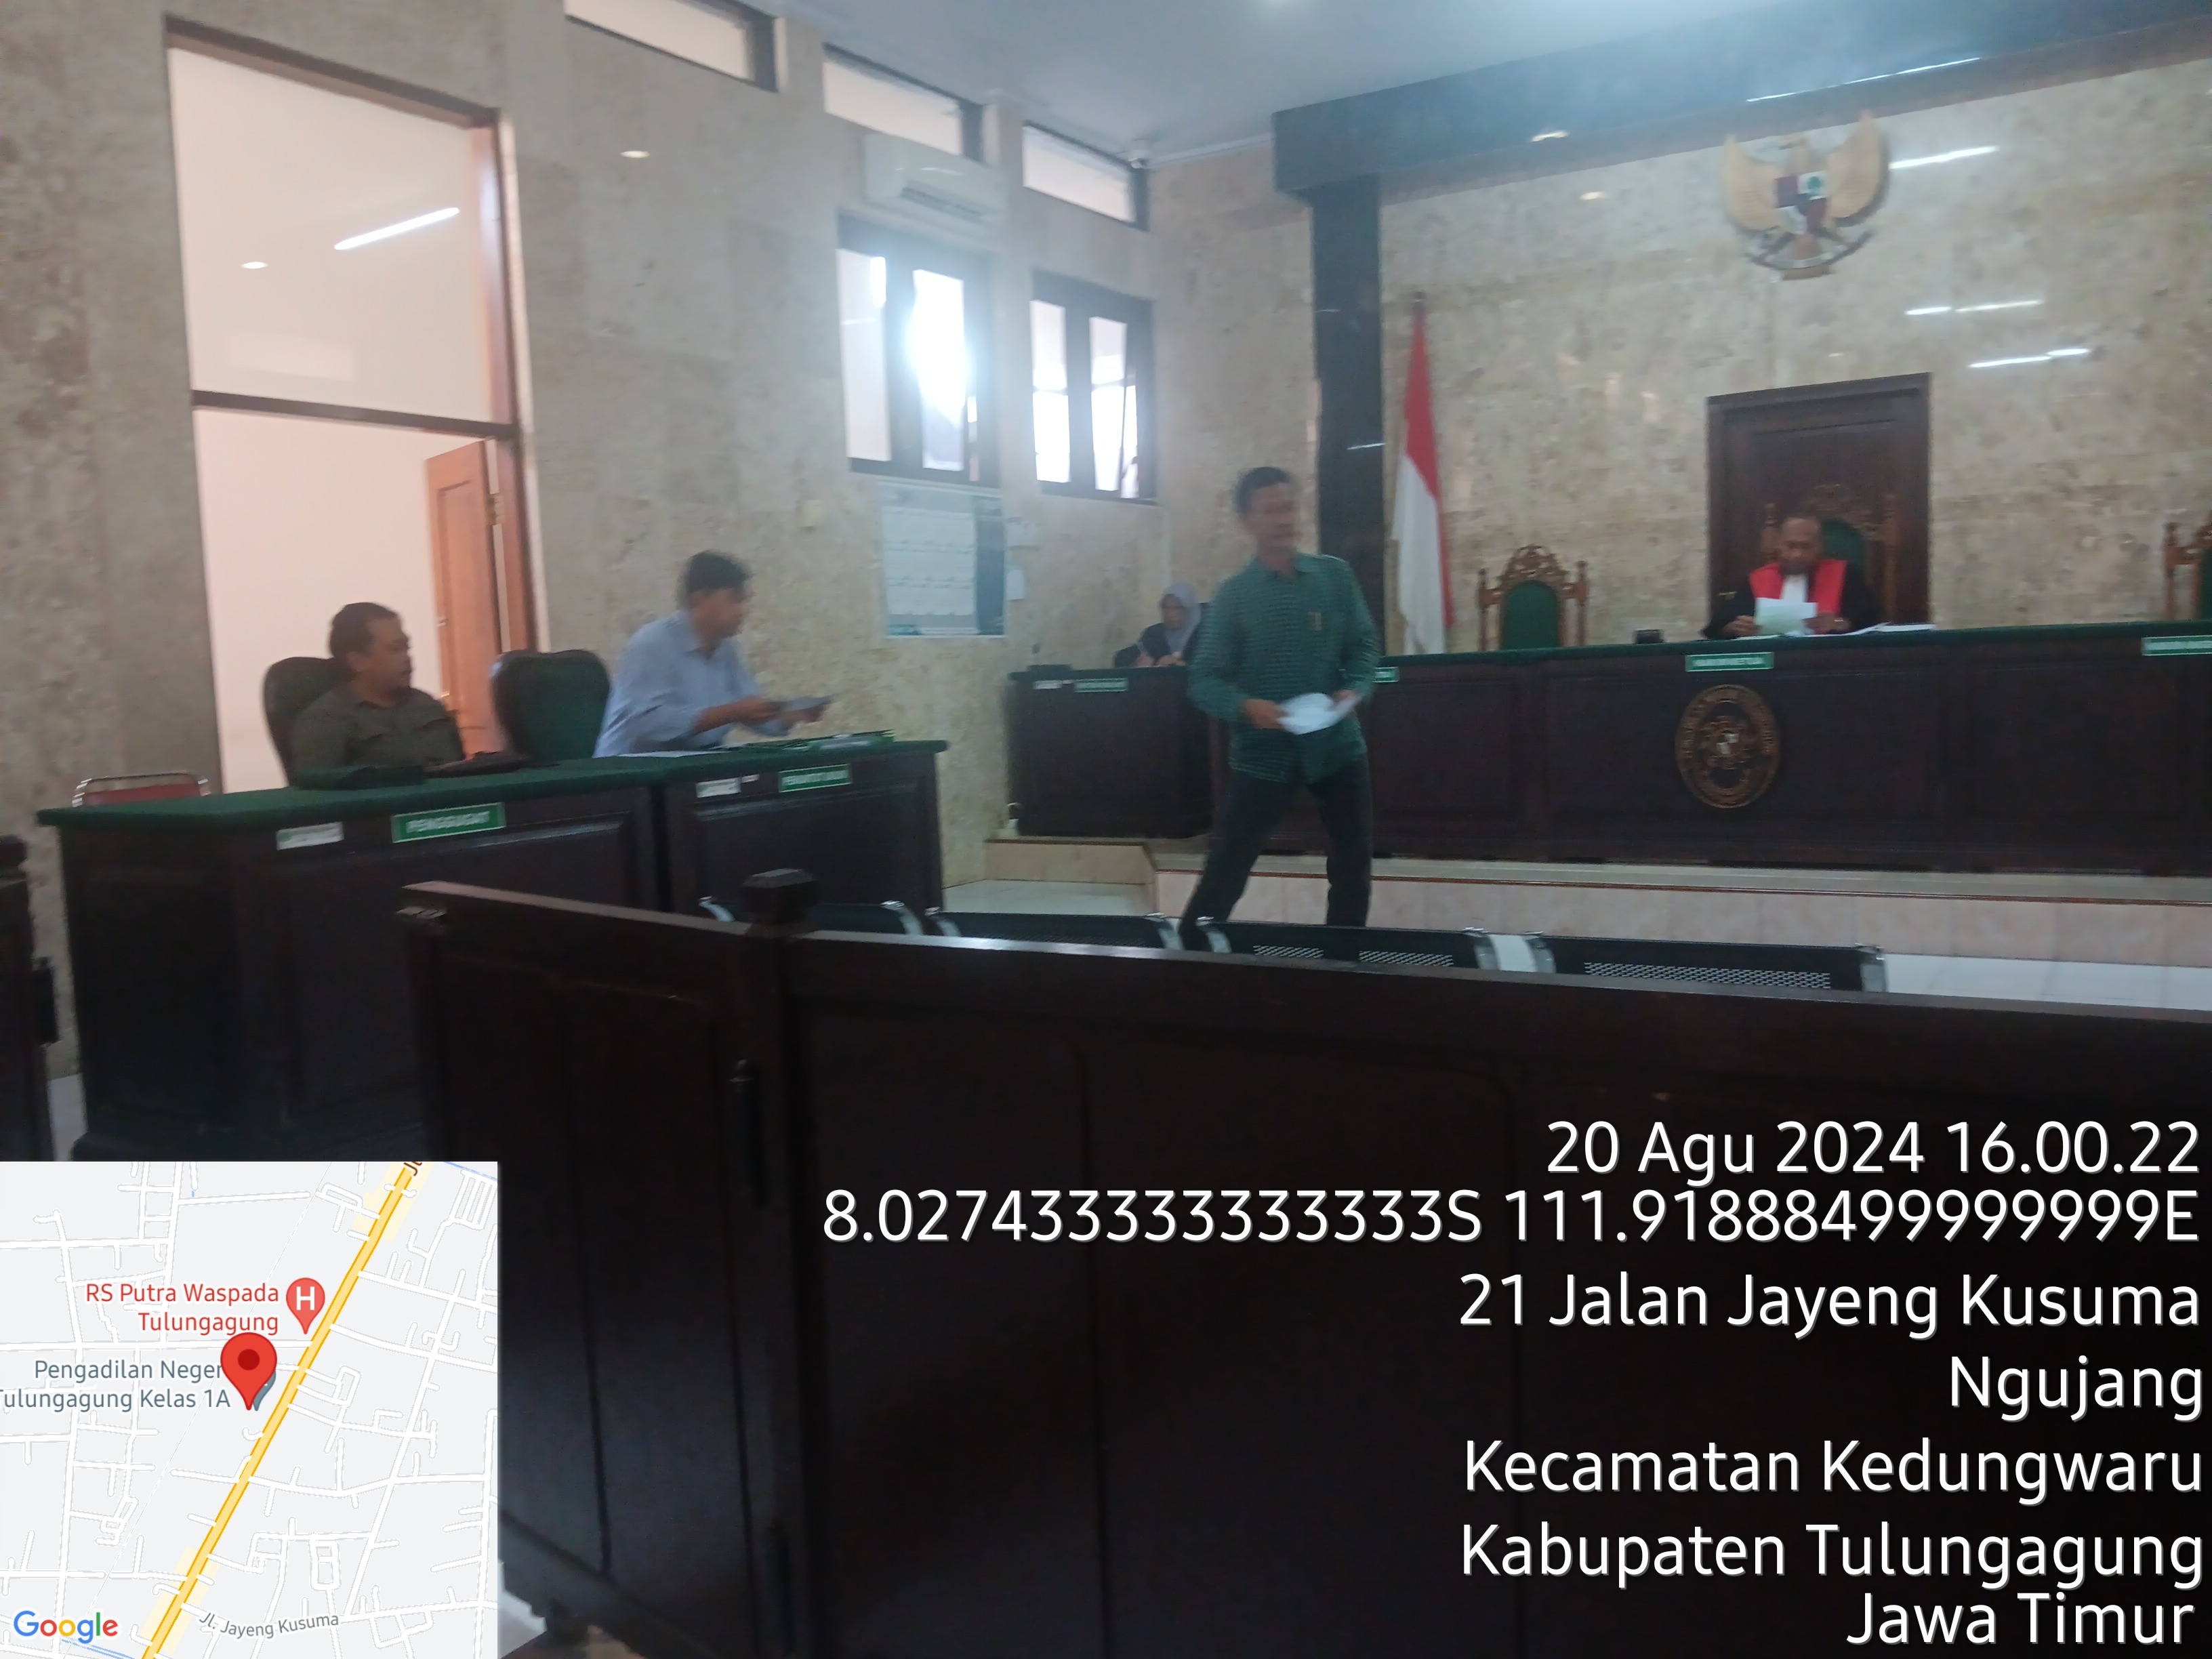 PENGGUGAT
20 Agu 2024 16.00.22
8.027433333333333S 111.91888499999999E
21 Jalan Jayeng Kusuma
Ngujang
Kecamatan Kedungwaru
Kabupaten Tulungagung
Jawa Timur
RS Putra Waspada
Tulungagung
Pengadilan Neger
Tulungagung Kelas 1A
Jl. Jayeng Kusuma
Google